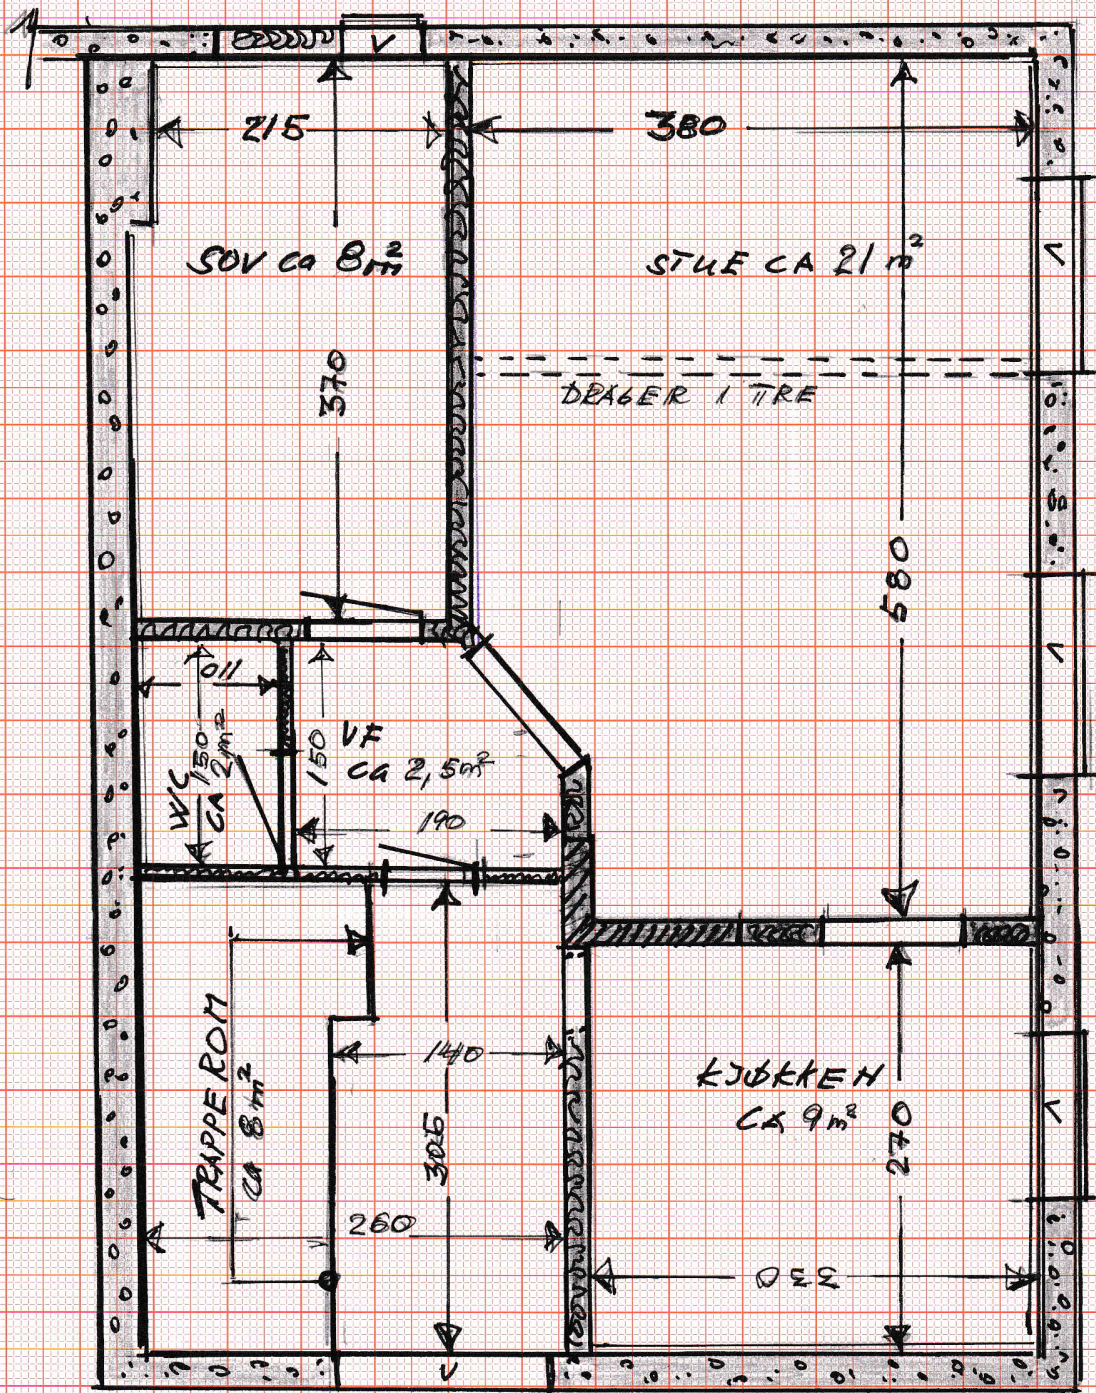 V
215
380
SOV ca 8m²
STUE CA 21 m²
V
370
DRAGER I TRE
580
V
110
150
WC
CA 2m²
150
VF
ca 2,5m²
190
TRAPPEROM
ca 8m²
140
305
260
KJØKKEN
CA 9m²
V
270
330
V